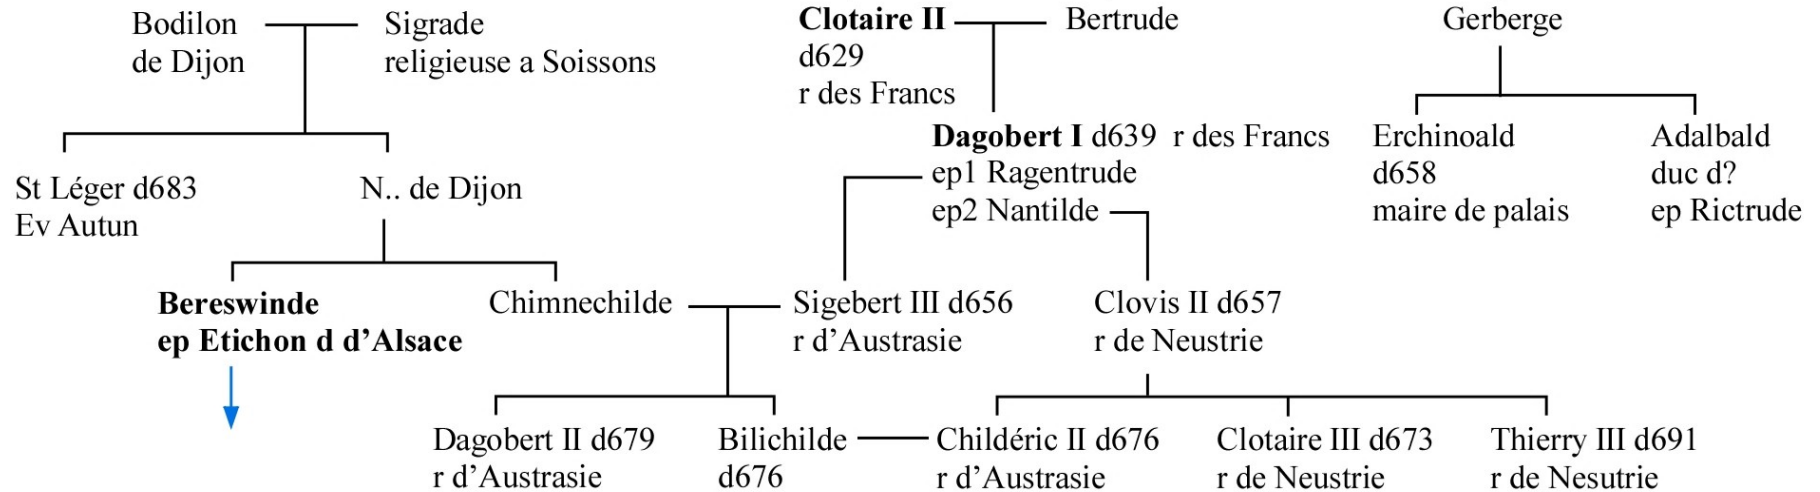 Bodilon
de Dijon
Sigrade
religieuse a Soissons
Clotaire II
d629
r des Francs
Bertrude
Gerberge
Dagobert I d639 r des Francs
ep1 Ragentrude
ep2 Nantilde
Erchinoald
d658
maire de palais
Adalbald
duc d?
ep Rictrude
St Léger d683
Ev Autun
N.. de Dijon
Bereswinde
ep Etichon d d’Alsace
Chimnechilde
Sigebert III d656
r d’Austrasie
Clovis II d657
r de Neustrie
Dagobert II d679
r d’Austrasie
Bilichilde
d676
Childéric II d676
r d’Austrasie
Clotaire III d673
r de Neustrie
Thierry III d691
r de Nesutrie